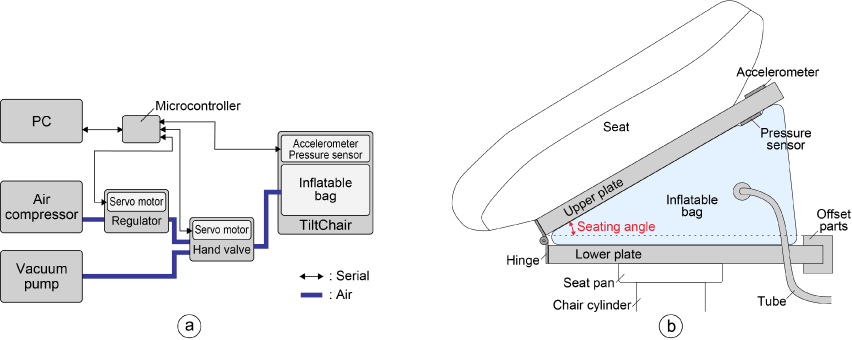 PC
Microcontroller
Accelerometer
Pressure sensor
Inflatable
bag
TiltChair
Air
compressor
Servo motor
Regulator
Servo motor
Hand valve
Vacuum
pump
: Serial
: Air
a
Accelerometer
Pressure
sensor
Seat
Upper plate
Inflatable
bag
Seating angle
Offset
parts
Hinge
Lower plate
Seat pan
Chair cylinder
Tube
b